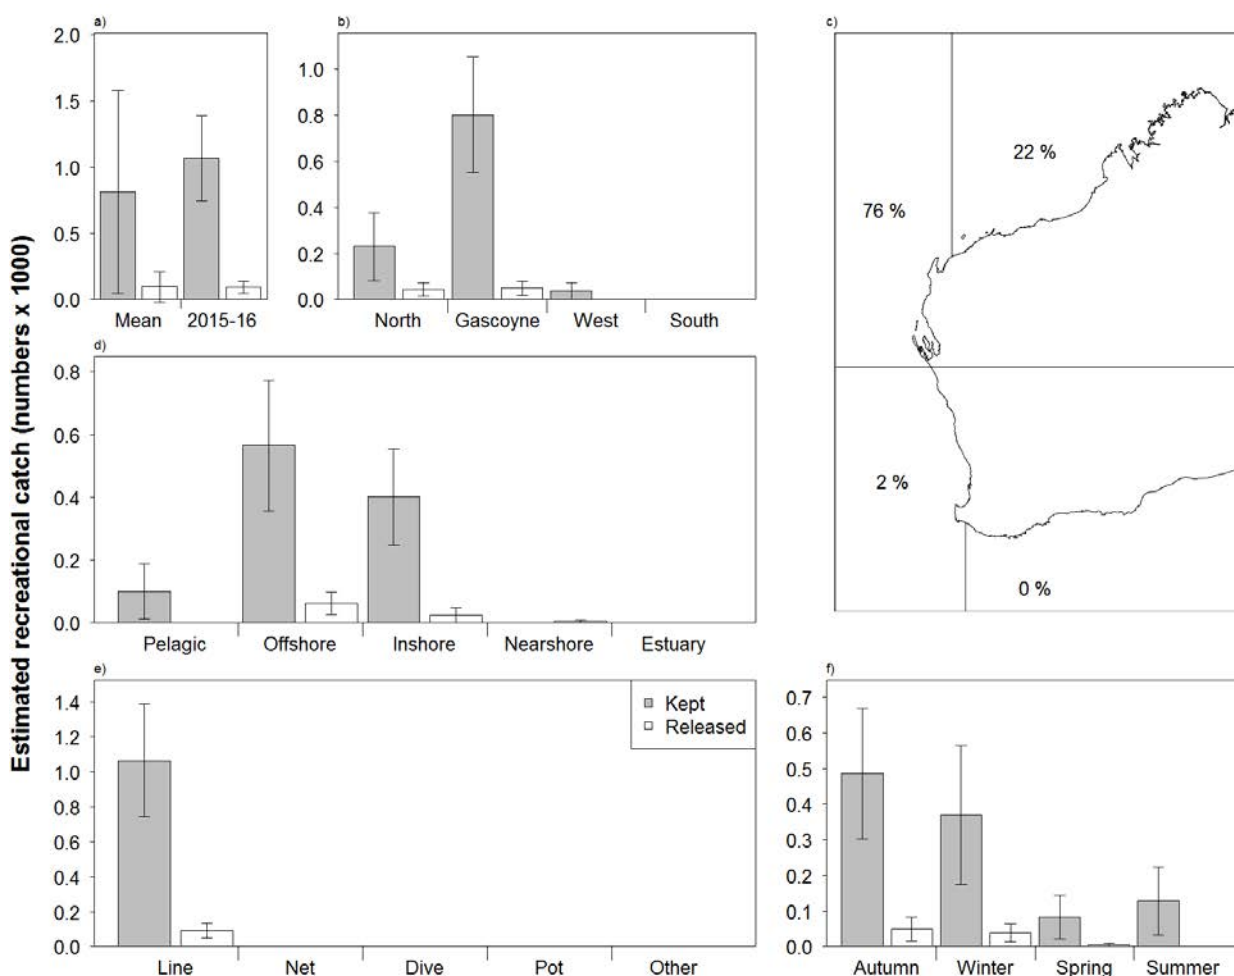 Estimated recreational catch (numbers x 1000)
a)
2.0
1.5
1.0
0.5
0.0
Mean 2015-16
b)
1.0
0.8
0.6
0.4
0.2
0.0
North Gascoyne West South
c)
22 %
76 %
2 %
0 %
d)
0.8
0.6
0.4
0.2
0.0
Pelagic Offshore Inshore Nearshore Estuary
e)
1.4
1.2
1.0
0.8
0.6
0.4
0.2
0.0
Kept
Released
Line Net Dive Pot Other
f)
0.7
0.6
0.5
0.4
0.3
0.2
0.1
0.0
Autumn Winter Spring Summer